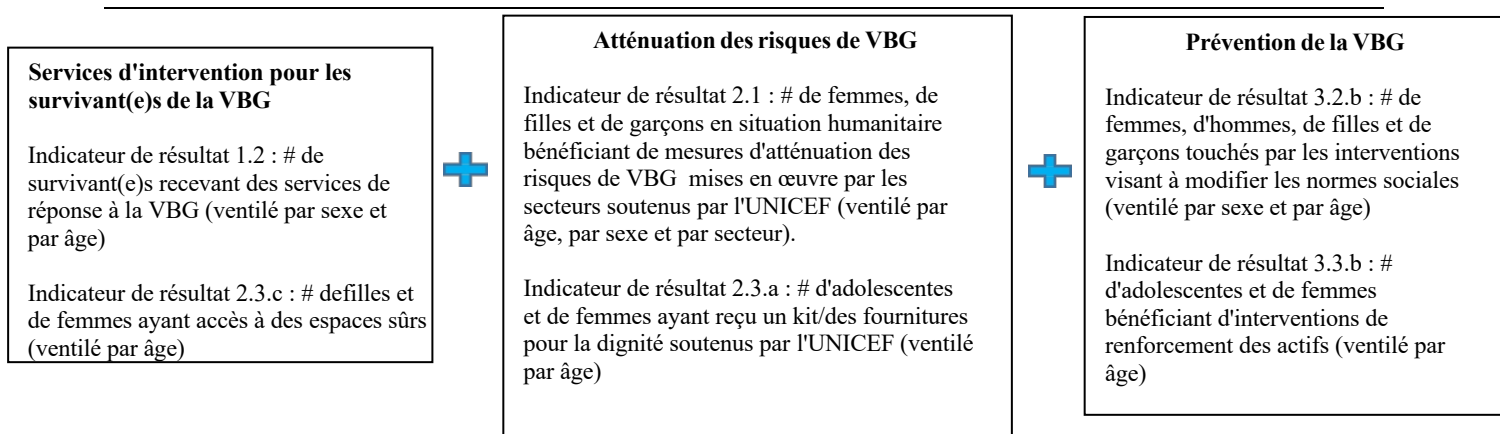 Services d'intervention pour les
survivant(e)s de la VBG
Indicateur de résultat 1.2 : # de
survivant(e)s recevant des services de
réponse à la VBG (ventilé par sexe et
par âge)
Indicateur de résultat 2.3.c : # defilles et
de femmes ayant accès à des espaces sûrs
(ventilé par âge)
Atténuation des risques de VBG
Indicateur de résultat 2.1 : # de femmes, de
filles et de garçons en situation humanitaire
bénéficiant de mesures d'atténuation des
risques de VBG mises en œuvre par les
secteurs soutenus par l'UNICEF (ventilé par
âge, par sexe et par secteur).
Indicateur de résultat 2.3.a : # d'adolescentes
et de femmes ayant reçu un kit/des fournitures
pour la dignité soutenus par l'UNICEF (ventilé
par âge)
Prévention de la VBG
Indicateur de résultat 3.2.b : # de
femmes, d'hommes, de filles et de
garçons touchés par les interventions
visant à modifier les normes sociales
(ventilé par sexe et par âge)
Indicateur de résultat 3.3.b : #
d'adolescentes et de femmes
bénéficiant d'interventions de
renforcement des actifs (ventilé par
âge)